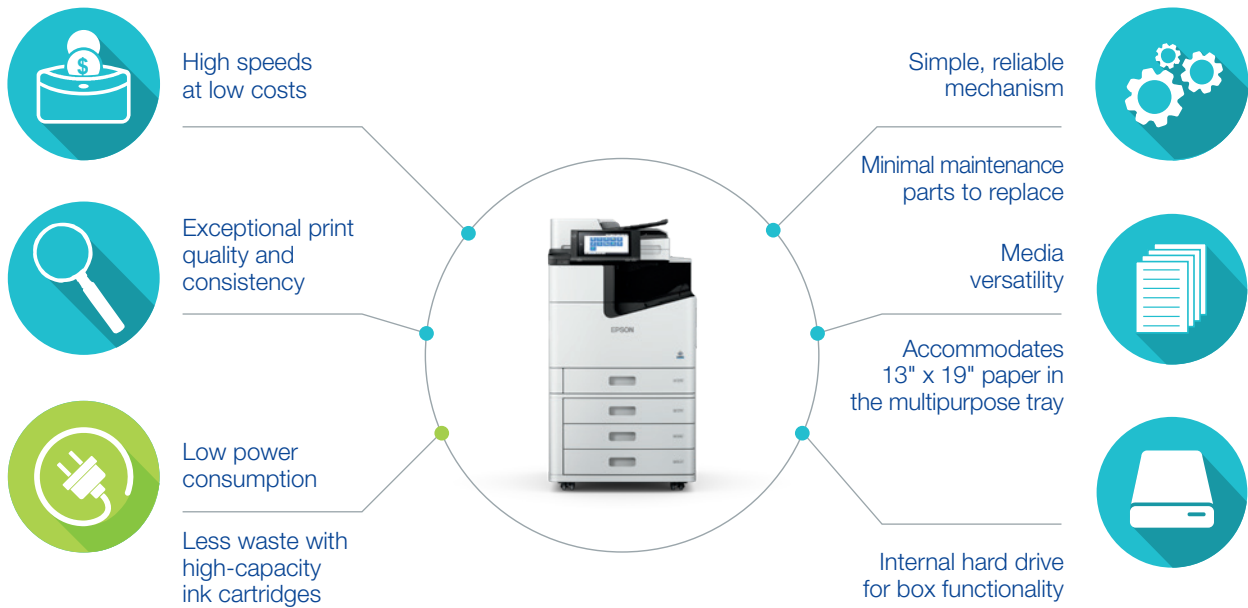 High speeds
at low costs
Exceptional print
quality and
consistency
Low power
consumption
Less waste with
high-capacity
ink cartridges
$
EPSON
Simple, reliable
mechanism
Minimal maintenance
parts to replace
Media
versatility
Accommodates
13" x 19" paper in
the multipurpose tray
Internal hard drive
for box functionality